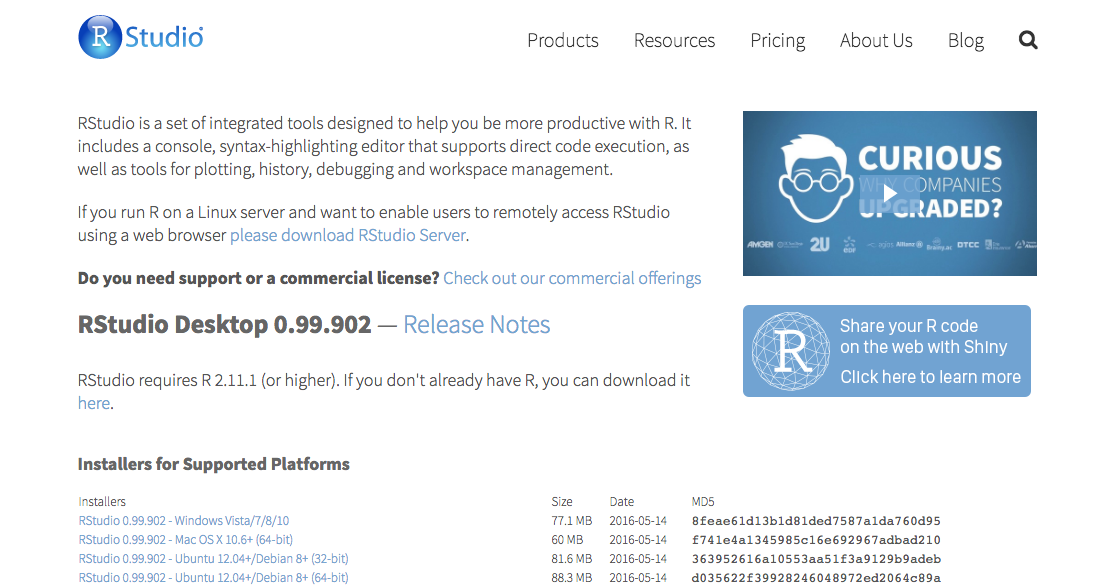 R Studio
Products Resources Pricing About Us Blog
RStudio is a set of integrated tools designed to help you be more productive with R. It
includes a console, syntax-highlighting editor that supports direct code execution, as
well as tools for plotting, history, debugging and workspace management.
If you run R on a Linux server and want to enable users to remotely access RStudio
using a web browser please download RStudio Server.
Do you need support or a commercial license? Check out our commercial offerings
RStudio Desktop 0.99.902 — Release Notes
RStudio requires R 2.11.1 (or higher). If you don't already have R, you can download it
here.
CURIOUS
WHY COMPANIES
UPGRADED?
AMGEN 2U EDF Allianz DTCC
R
Share your R code
on the web with Shiny
Click here to learn more
Installers for Supported Platforms
Installers Size Date MD5
RStudio 0.99.902 - Windows Vista/7/8/10 77.1 MB 2016-05-14 8feae61d13b1d81ded7587a1da760d95
RStudio 0.99.902 - Mac OS X 10.6+ (64-bit) 60 MB 2016-05-14 f741e4a1345985c16e692967adbad210
RStudio 0.99.902 - Ubuntu 12.04+/Debian 8+ (32-bit) 81.6 MB 2016-05-14 363952616a10553aa51f3a9129b9adeb
RStudio 0.99.902 - Ubuntu 12.04+/Debian 8+ (64-bit) 88.3 MB 2016-05-14 d035622f39928246048972ed2064c89a